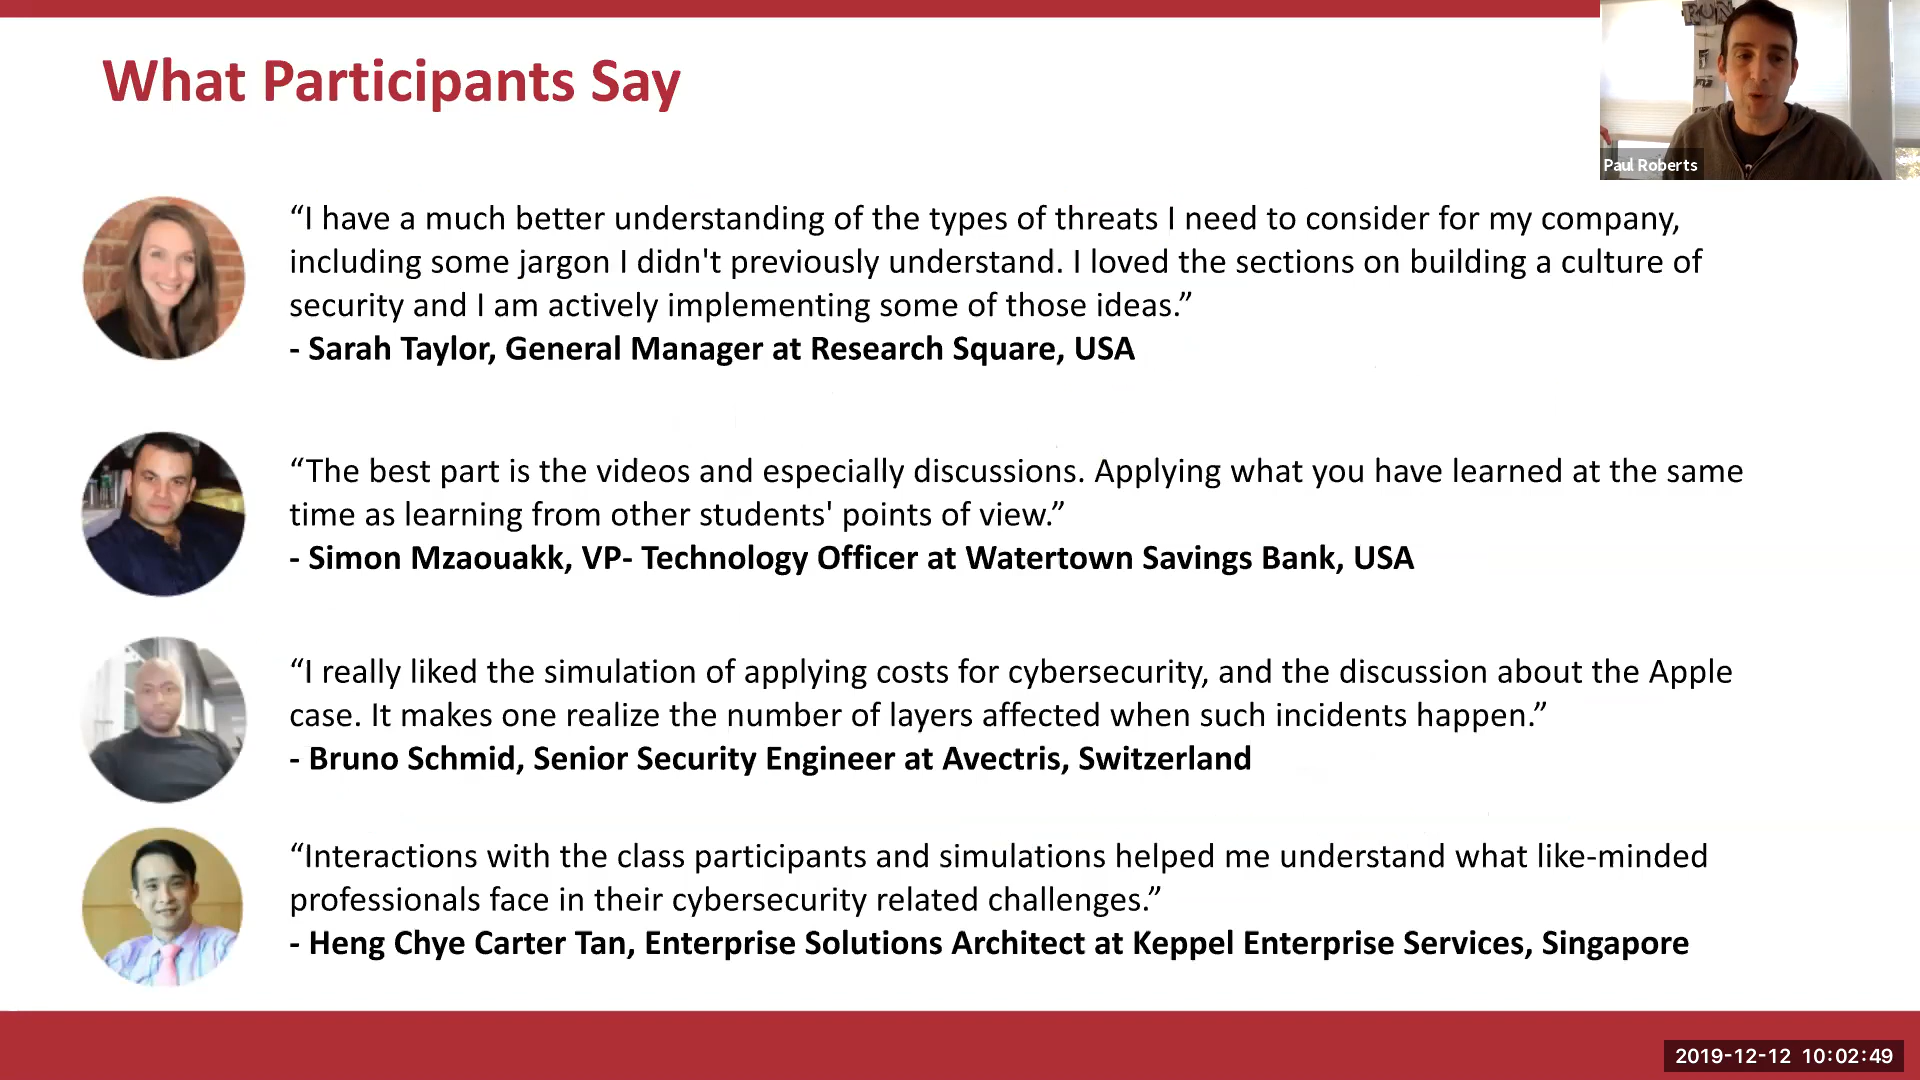 What Participants Say
Paul Roberts
“I have a much better understanding of the types of threats I need to consider for my company,
including some jargon I didn't previously understand. I loved the sections on building a culture of
security and I am actively implementing some of those ideas.”
- Sarah Taylor, General Manager at Research Square, USA
“The best part is the videos and especially discussions. Applying what you have learned at the same
time as learning from other students' points of view.”
- Simon Mzaouakk, VP- Technology Officer at Watertown Savings Bank, USA
“I really liked the simulation of applying costs for cybersecurity, and the discussion about the Apple
case. It makes one realize the number of layers affected when such incidents happen.”
- Bruno Schmid, Senior Security Engineer at Avectris, Switzerland
“Interactions with the class participants and simulations helped me understand what like-minded
professionals face in their cybersecurity related challenges.”
- Heng Chye Carter Tan, Enterprise Solutions Architect at Keppel Enterprise Services, Singapore
2019-12-12 10:02:49